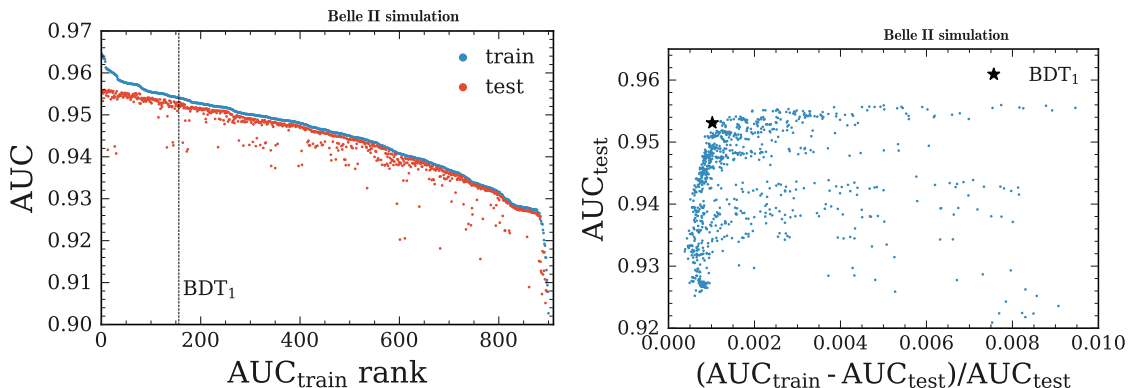 Belle II simulation
0.97
0.96
0.95
0.94
0.93
0.92
0.91
0.90
AUC
train
test
BDT1
0 200 400 600 800
AUCtrain rank
Belle II simulation
0.96
0.95
0.94
0.93
0.92
AUCtest
BDT1
0.000 0.002 0.004 0.006 0.008 0.010
(AUCtrain - AUCtest)/AUCtest